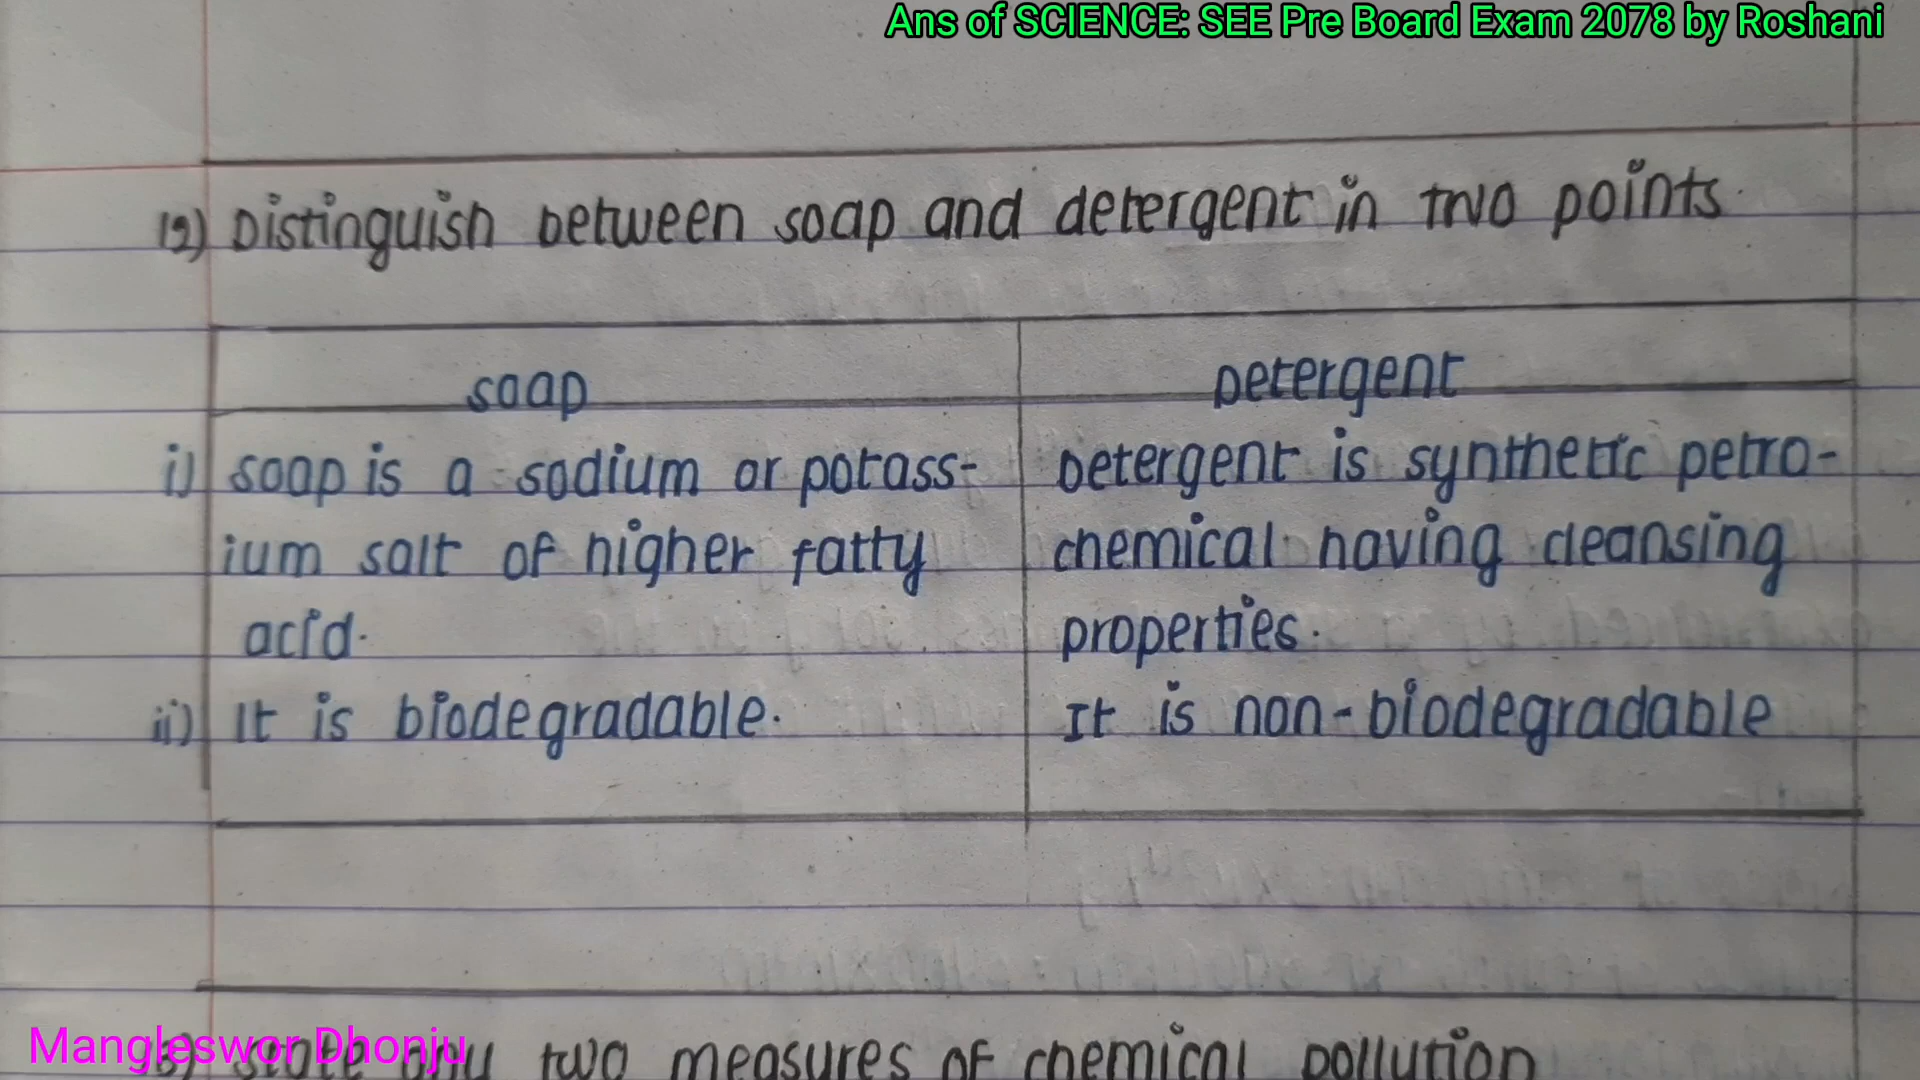 Ans of SCIENCE: SEE Pre Board Exam 2078 by Roshani
12) Distinguish between soap and detergent in two points.
soap Detergent
i) soap is a sodium or potass- Detergent is synthetic petro-
ium salt of higher fatty chemical having cleansing
acid. properties.
ii) It is biodegradable. It is non-biodegradable
Mangleswor Dhonju
b) state any two measures of chemical pollution